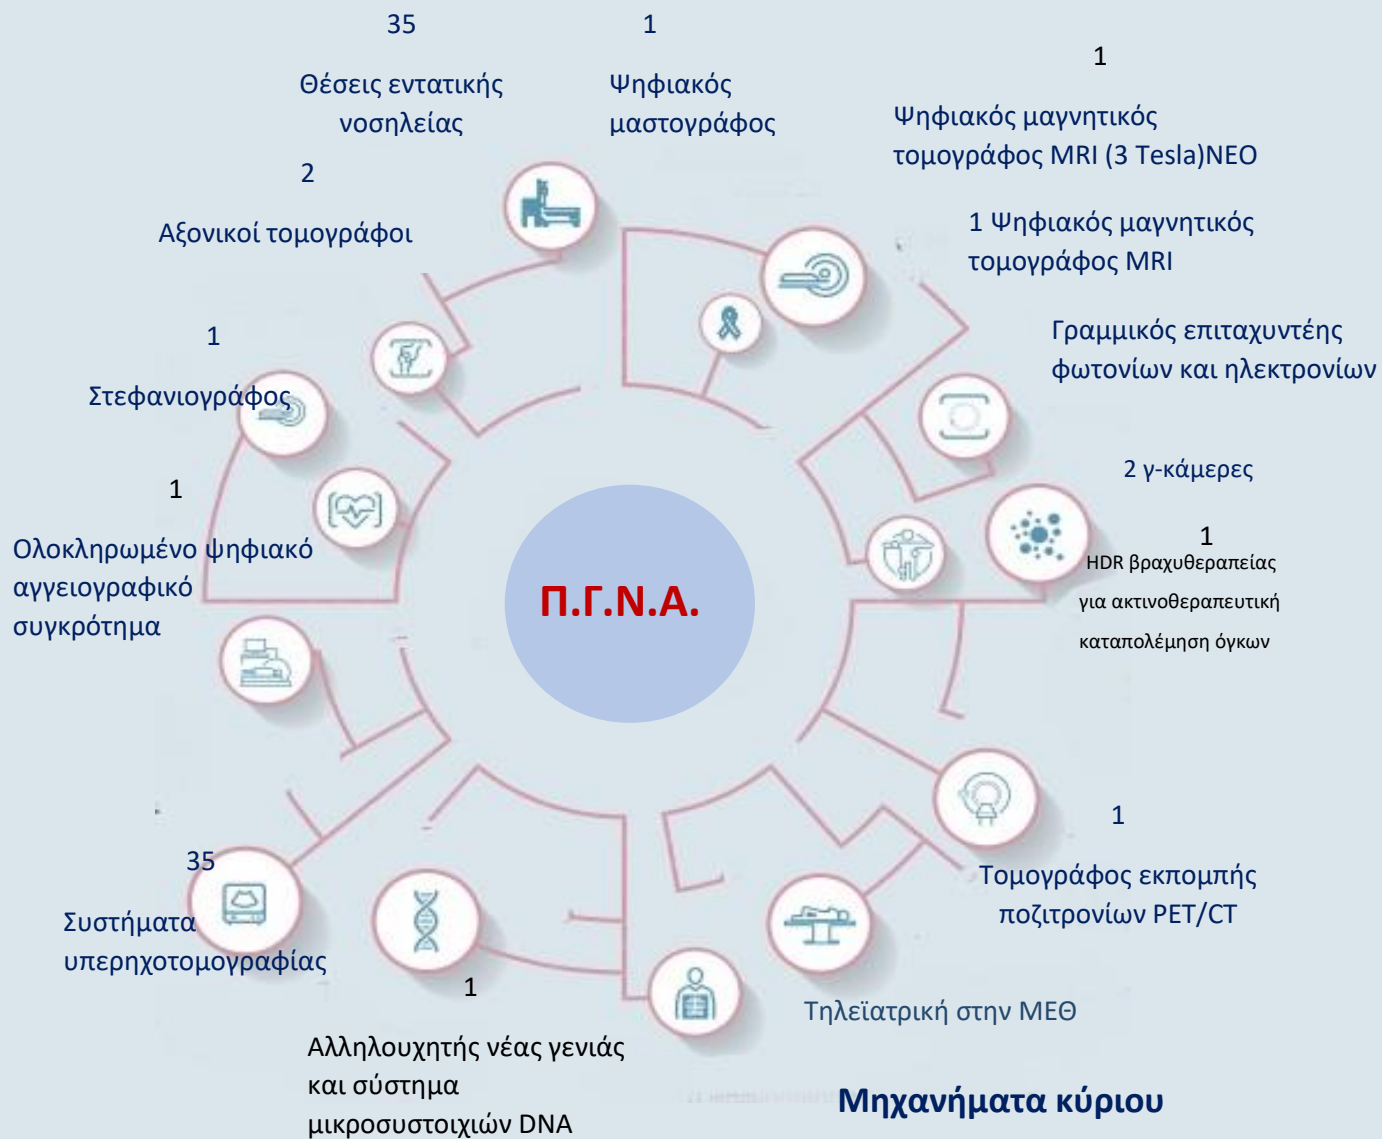 35
Θέσεις εντατικής
νοσηλείας
1
Ψηφιακός
μαστογράφος
1
Ψηφιακός μαγνητικός
τομογράφος MRI (3 Tesla)ΝΕΟ
2
Αξονικοί τομογράφοι
1 Ψηφιακός μαγνητικός
τομογράφος MRI
1
Στεφανιογράφος
Γραμμικός επιταχυντέης
φωτονίων και ηλεκτρονίων
2 γ-κάμερες
1
Ολοκληρωμένο ψηφιακό
αγγειογραφικό
συγκρότημα
1
HDR βραχυθεραπείας
για ακτινοθεραπευτική
καταπολέμηση όγκων
Π.Γ.Ν.Α.
1
Τομογράφος εκπομπής
ποζιτρονίων PET/CT
35
Συστήματα
υπερηχοτομογραφίας
1
Αλληλουχητής νέας γενιάς
και σύστημα
μικροσυστοιχιών DNA
Τηλεϊατρική στην ΜΕΘ
Μηχανήματα κύριου